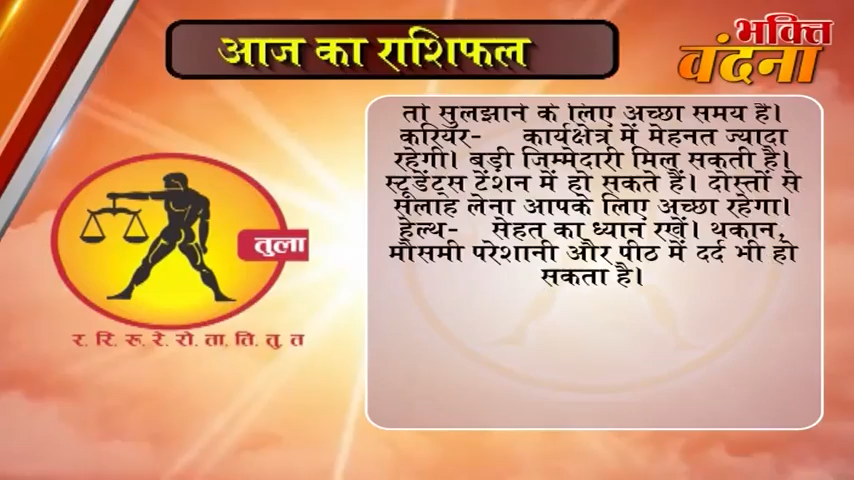 आज का राशिफल
भक्ति
वंदना
तो सुलझाने के लिए अच्छा समय है।
करियर- कार्यक्षेत्र में मेहनत ज्यादा
रहेगी। बड़ी जिम्मेदारी मिल सकती है।
स्टूडेंट्स टेंशन में हो सकते हैं। दोस्तों से
सलाह लेना आपके लिए अच्छा रहेगा।
हेल्थ- सेहत का ध्यान रखें। थकान,
मौसमी परेशानी और पीठ में दर्द भी हो
सकता है।
तुला
र. रि. रू. रे. रो. ता, ति. तु. त